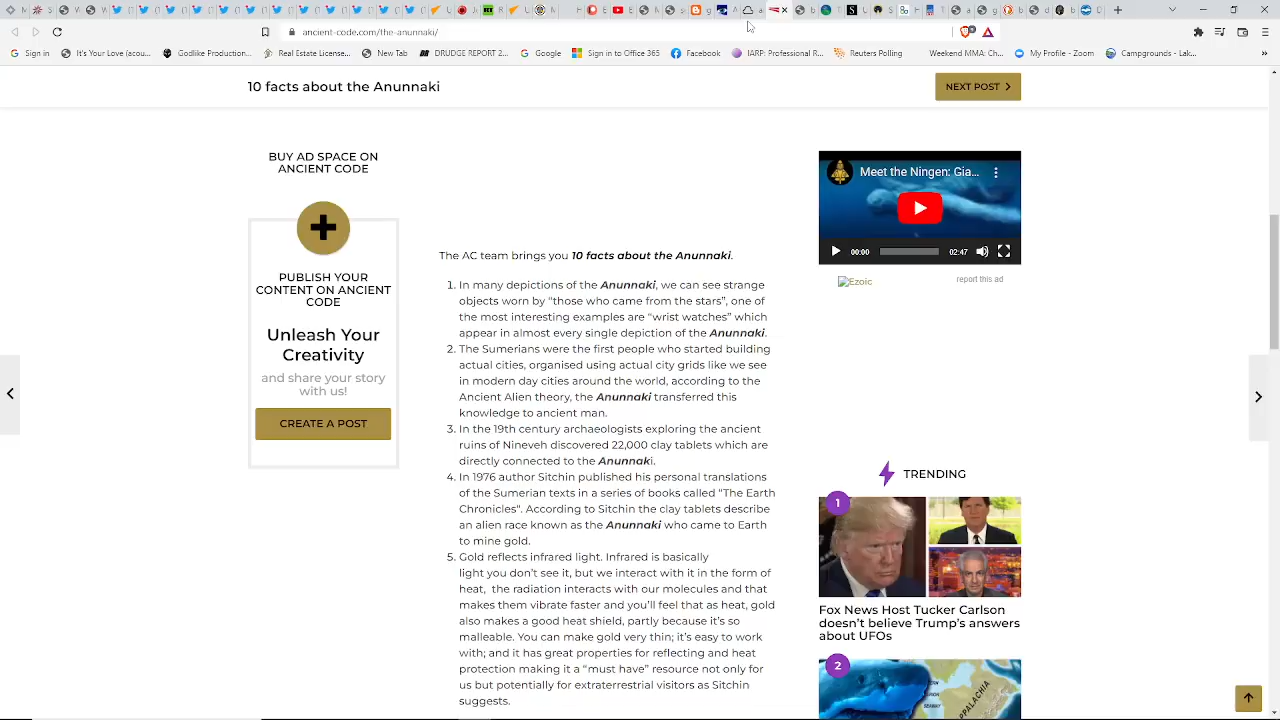 ancient-code.com/the-anunnaki/
Sign in
It's Your Love (acou...
Godlike Production...
Real Estate License...
New Tab
DRUDGE REPORT 2...
Google
Sign in to Office 365
Facebook
IARP: Professional R...
Reuters Polling
Weekend MMA: Ch...
My Profile - Zoom
Campgrounds - Lak...
10 facts about the Anunnaki
NEXT POST
BUY AD SPACE ON
ANCIENT CODE
PUBLISH YOUR
CONTENT ON ANCIENT
CODE
Unleash Your
Creativity
and share your story
with us!
CREATE A POST
The AC team brings you 10 facts about the Anunnaki.
1. In many depictions of the Anunnaki, we can see strange
objects worn by “those who came from the stars”, one of
the most interesting examples are “wrist watches” which
appear in almost every single depiction of the Anunnaki.
2. The Sumerians were the first people who started building
actual cities, organised using actual city grids like we see
in modern day cities around the world, according to the
Ancient Alien theory, the Anunnaki transferred this
knowledge to ancient man.
3. In the 19th century archaeologists exploring the ancient
ruins of Nineveh discovered 22,000 clay tablets which are
directly connected to the Anunnaki.
4. In 1976 author Sitchin published his personal translations
of the Sumerian texts in a series of books called "The Earth
Chronicles". According to Sitchin the clay tablets describe
an alien race known as the Anunnaki who came to Earth
to mine gold.
5. Gold reflects infrared light. Infrared is basically
light you don’t see it, but we interact with it in the form of
heat, the radiation interacts with our molecules and that
makes them vibrate faster and you’ll feel that as heat, gold
also makes a good heat shield, partly because it’s so
malleable. You can make gold very thin; it’s easy to work
with; and it has great properties for reflecting and heat
protection making it a “must have” resource not only for
us but potentially for extraterrestrial visitors as Sitchin
suggests.
Meet the Ningen: Gia...
00:00
02:47
Ezoic
report this ad
TRENDING
1
Fox News Host Tucker Carlson
doesn’t believe Trump’s answers
about UFOs
2
SEAWAY
PPALACHIA